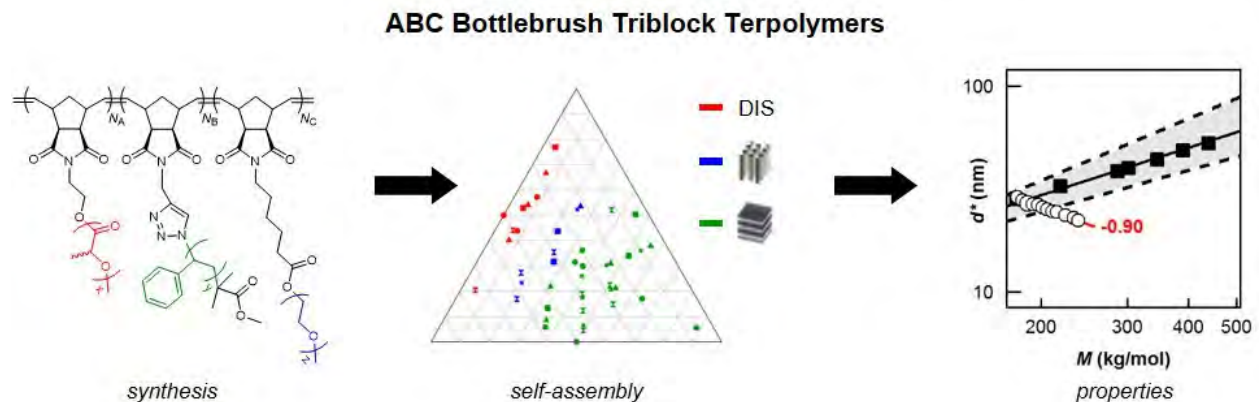 ABC Bottlebrush Triblock Terpolymers
N_A
N_B
N_C
O
O
O
O
O
O
N
N
N
O
O
O
x
N
N
N
y
O
O
O
O
O
z
synthesis
DIS
self-assembly
100
10
d* (nm)
-0.90
200
300
400
500
M (kg/mol)
properties